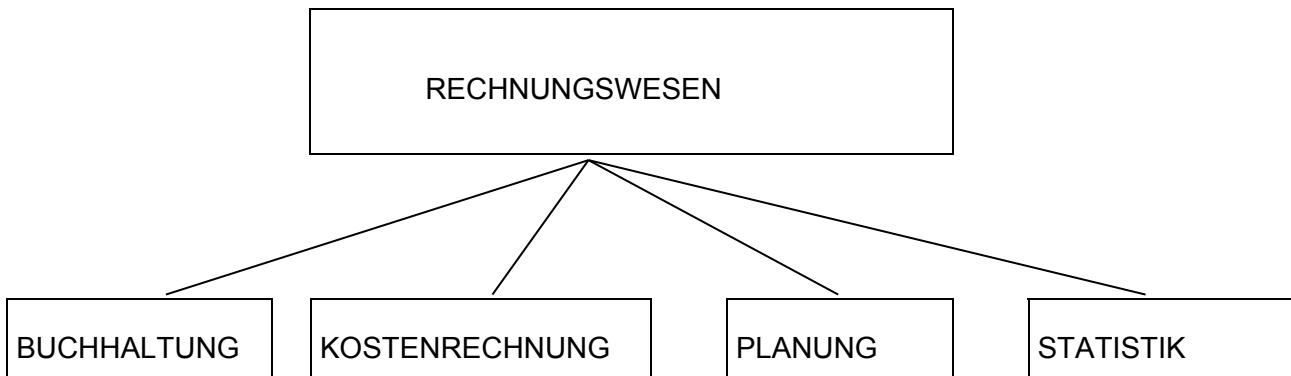 RECHNUNGSWESEN
BUCHHALTUNG KOSTENRECHNUNG PLANUNG STATISTIK